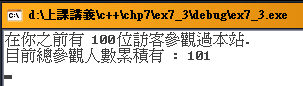 d:\上課講義\c++\chp7\ex7_3\debug\ex7_3.exe
在你之前有 100位訪客參觀過本站.
目前總參觀人數累積有 : 101